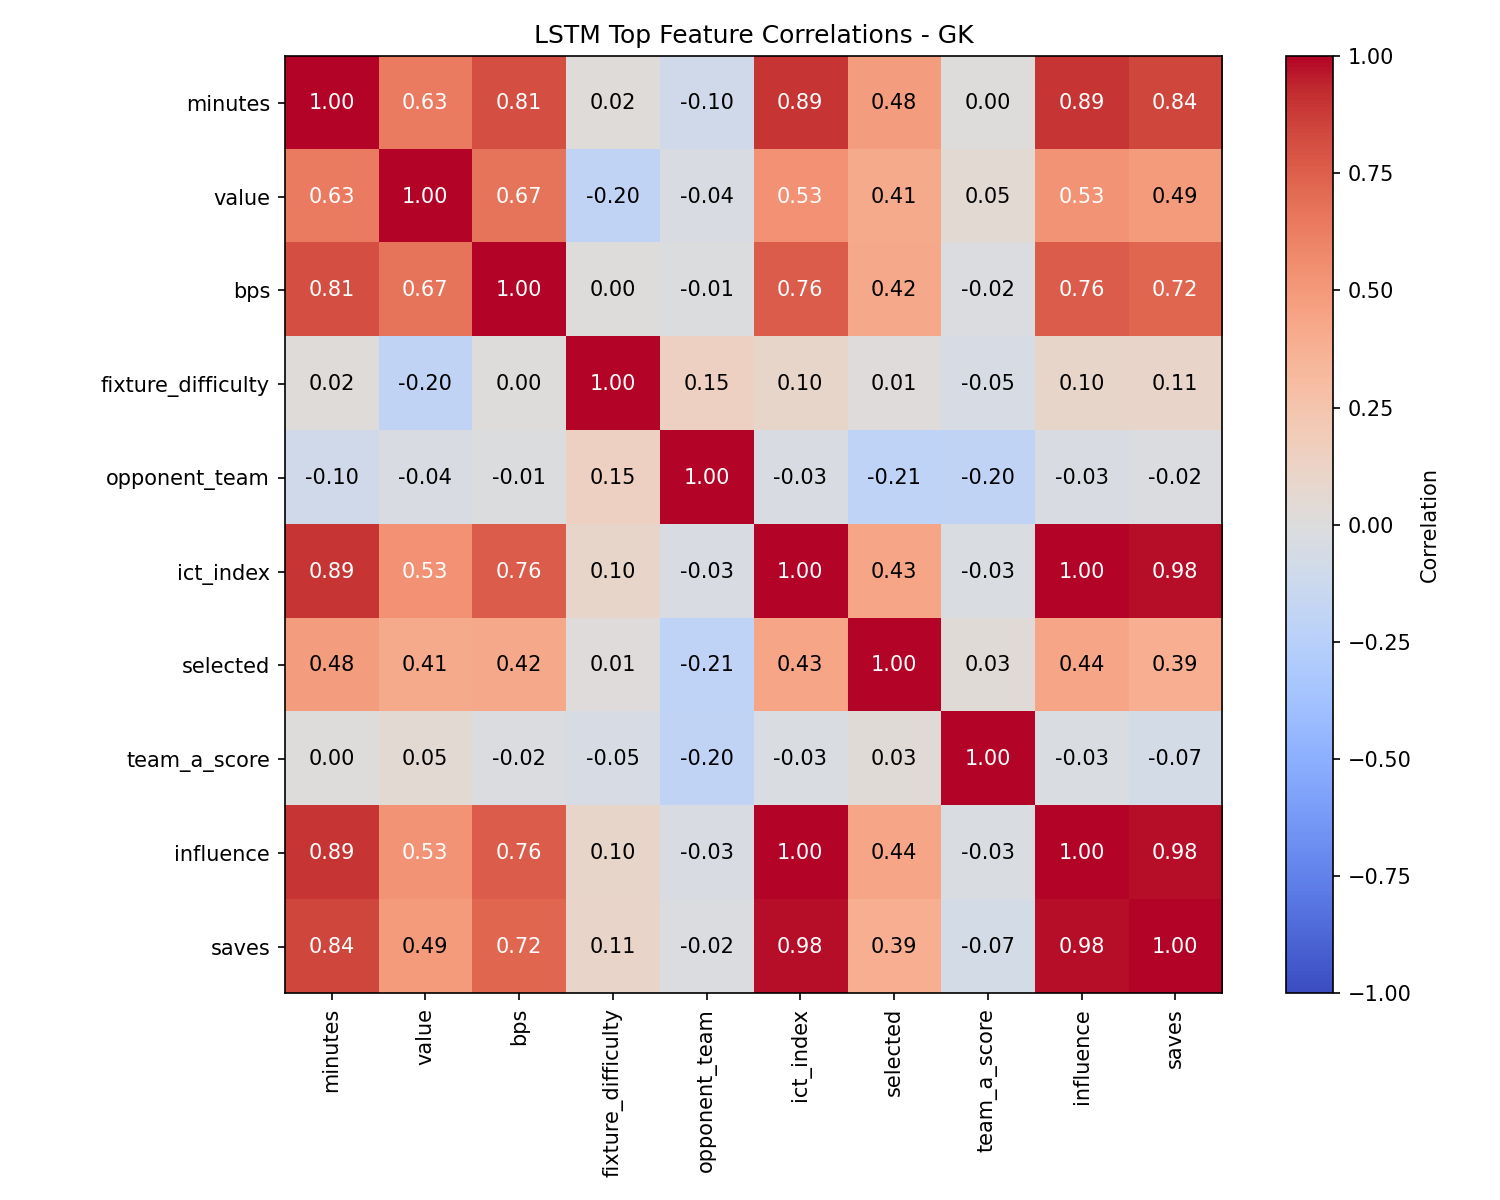 LSTM Top Feature Correlations - GK
minutes 1.00 0.63 0.81 0.02 -0.10 0.89 0.48 0.00 0.89 0.84
value 0.63 1.00 0.67 -0.20 -0.04 0.53 0.41 0.05 0.53 0.49
bps 0.81 0.67 1.00 0.00 -0.01 0.76 0.42 -0.02 0.76 0.72
fixture_difficulty 0.02 -0.20 0.00 1.00 0.15 0.10 0.01 -0.05 0.10 0.11
opponent_team -0.10 -0.04 -0.01 0.15 1.00 -0.03 -0.21 -0.20 -0.03 -0.02
ict_index 0.89 0.53 0.76 0.10 -0.03 1.00 0.43 -0.03 1.00 0.98
selected 0.48 0.41 0.42 0.01 -0.21 0.43 1.00 0.03 0.44 0.39
team_a_score 0.00 0.05 -0.02 -0.05 -0.20 -0.03 0.03 1.00 -0.03 -0.07
influence 0.89 0.53 0.76 0.10 -0.03 1.00 0.44 -0.03 1.00 0.98
saves 0.84 0.49 0.72 0.11 -0.02 0.98 0.39 -0.07 0.98 1.00
minutes
value
bps
fixture_difficulty
opponent_team
ict_index
selected
team_a_score
influence
saves
1.00
0.75
0.50
0.25
0.00
−0.25
−0.50
−0.75
−1.00
Correlation